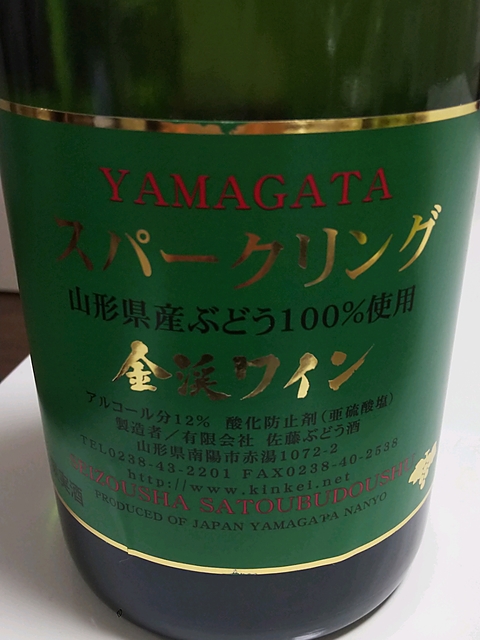 YAMAGATA
スパークリング
山形県産ぶどう100%使用
金渓ワイン
アルコール分12% 酸化防止剤(亜硫酸塩)
製造者/有限会社 佐藤ぶどう酒
山形県南陽市赤湯1072-2
TEL0238-43-2201 FAX0238-40-2538
http://www.kinkei.net
SEIZOUSHA SATOUBUDOUSHU
PRODUCED OF JAPAN YAMAGATA NANYO